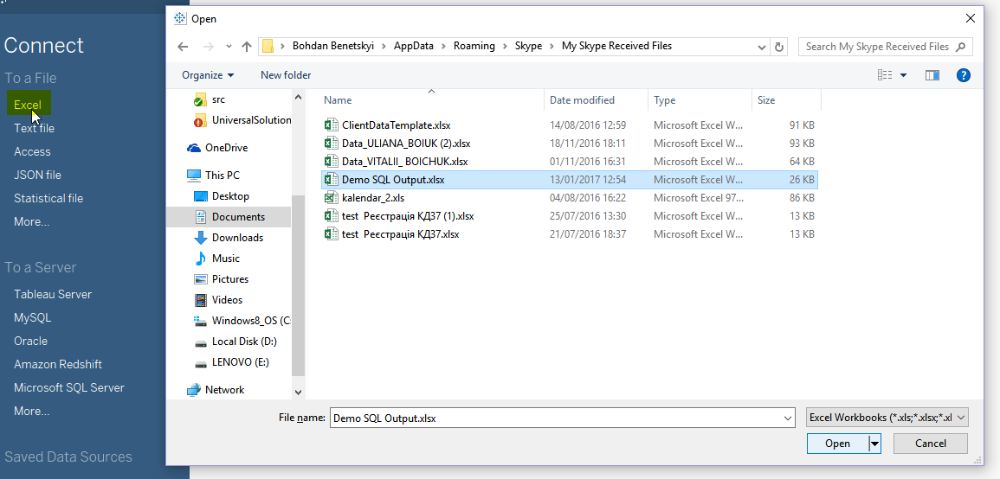 Connect
To a File
Excel
Text file
Access
JSON file
Statistical file
More...
To a Server
Tableau Server
MySQL
Oracle
Amazon Redshift
Microsoft SQL Server
More...
Saved Data Sources
Open
Bohdan Benetskyi > AppData > Roaming > Skype > My Skype Received Files
Search My Skype Received Files
Organize
New folder
src
UniversalSolution
OneDrive
This PC
Desktop
Documents
Downloads
Music
Pictures
Videos
Windows8_OS (C:
Local Disk (D:)
LENOVO (E:)
Network
Name Date modified Type Size
ClientDataTemplate.xlsx 14/08/2016 12:59 Microsoft Excel W... 91 KB
Data_ULIANA_BOIUK (2).xlsx 18/11/2016 18:11 Microsoft Excel W... 93 KB
Data_VITALII_ BOICHUK.xlsx 01/11/2016 16:31 Microsoft Excel W... 64 KB
Demo SQL Output.xlsx 13/01/2017 12:54 Microsoft Excel W... 26 KB
kalendar_2.xls 04/08/2016 16:22 Microsoft Excel 97... 86 KB
test Реєстрація КД37 (1).xlsx 25/07/2016 13:30 Microsoft Excel W... 13 KB
test Реєстрація КД37.xlsx 21/07/2016 18:37 Microsoft Excel W... 13 KB
File name: Demo SQL Output.xlsx
Excel Workbooks (*.xls;*.xlsx;*.xl
Open
Cancel